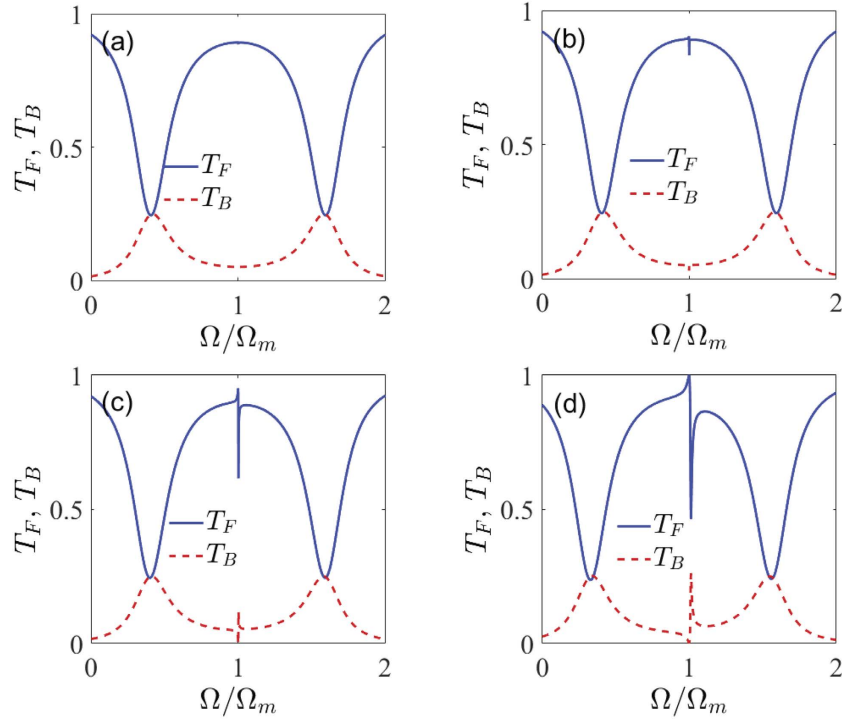 (a)
1
0.5
0
T_F, T_B
T_F
T_B
0 1 2
Ω/Ω_m
(b)
1
0.5
0
T_F, T_B
T_F
T_B
0 1 2
Ω/Ω_m
(c)
1
0.5
0
T_F, T_B
T_F
T_B
0 1 2
Ω/Ω_m
(d)
1
0.5
0
T_F, T_B
T_F
T_B
0 1 2
Ω/Ω_m